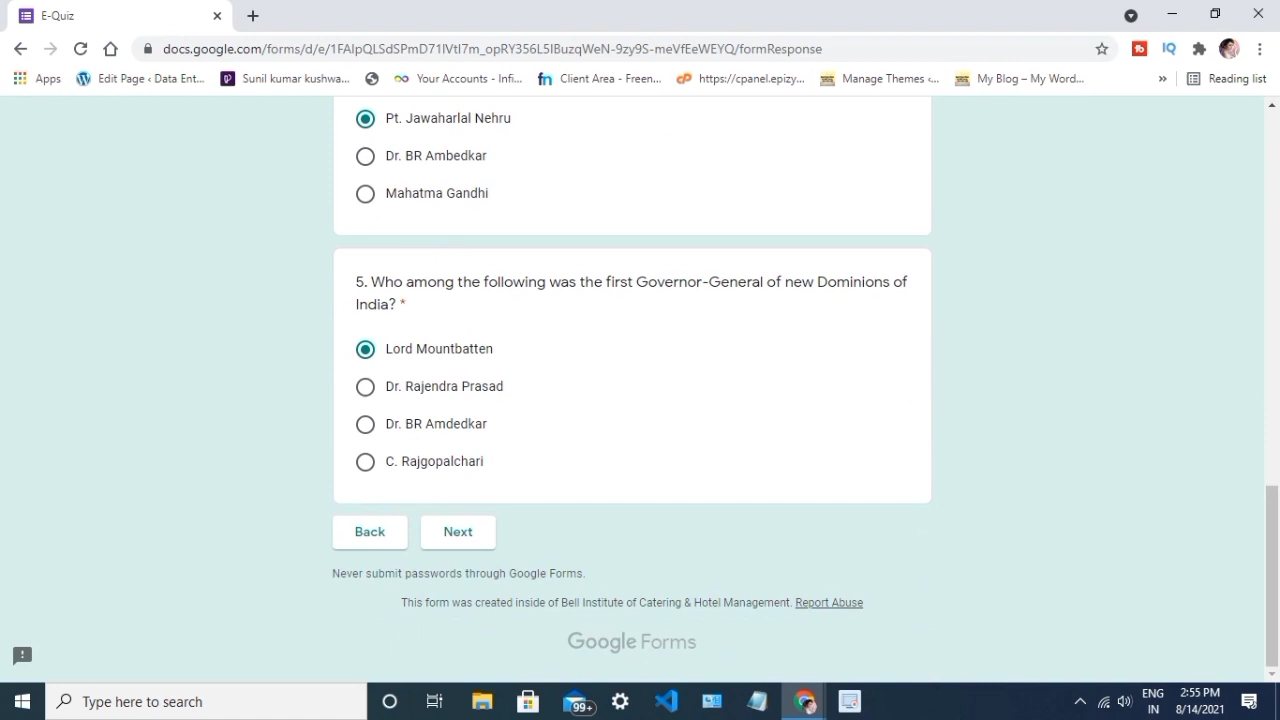 E-Quiz
docs.google.com/forms/d/e/1FAIpQLSdSPmD71lVtI7m_opRY356L5IBuzqWeN-9zy9S-meVfEeWEYQ/formResponse
Apps Edit Page ‹ Data Ent... Sunil kumar kushwa... Your Accounts - Infi... Client Area - Freen... https://cpanel.epizy... Manage Themes ‹... My Blog – My Word... » Reading list
Pt. Jawaharlal Nehru
Dr. BR Ambedkar
Mahatma Gandhi
5. Who among the following was the first Governor-General of new Dominions of
India? *
Lord Mountbatten
Dr. Rajendra Prasad
Dr. BR Amdedkar
C. Rajgopalchari
Back Next
Never submit passwords through Google Forms.
This form was created inside of Bell Institute of Catering & Hotel Management. Report Abuse
Google Forms
Type here to search 99+ ENG 2:55 PM
IN 8/14/2021